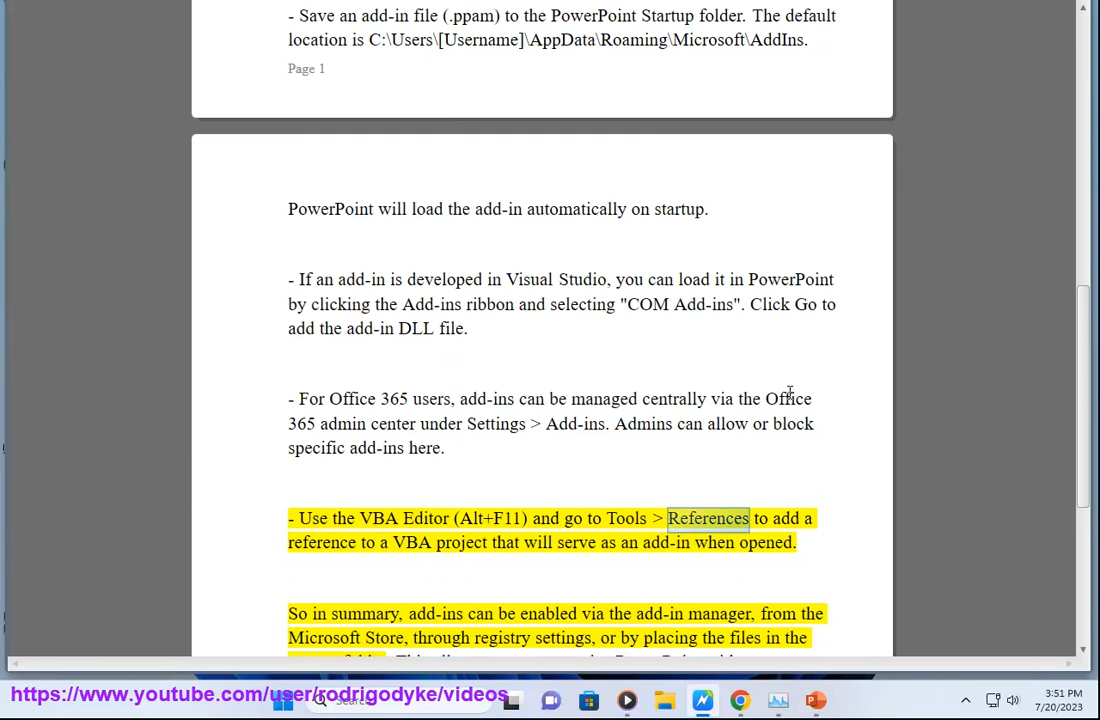 - Save an add-in file (.ppam) to the PowerPoint Startup folder. The default
location is C:\Users\[Username]\AppData\Roaming\Microsoft\AddIns.
Page 1
PowerPoint will load the add-in automatically on startup.
- If an add-in is developed in Visual Studio, you can load it in PowerPoint
by clicking the Add-ins ribbon and selecting "COM Add-ins". Click Go to
add the add-in DLL file.
- For Office 365 users, add-ins can be managed centrally via the Office
365 admin center under Settings > Add-ins. Admins can allow or block
specific add-ins here.
- Use the VBA Editor (Alt+F11) and go to Tools > References to add a
reference to a VBA project that will serve as an add-in when opened.
So in summary, add-ins can be enabled via the add-in manager, from the
Microsoft Store, through registry settings, or by placing the files in the
https://www.youtube.com/user/rodrigodyke/videos
3:51 PM
7/20/2023